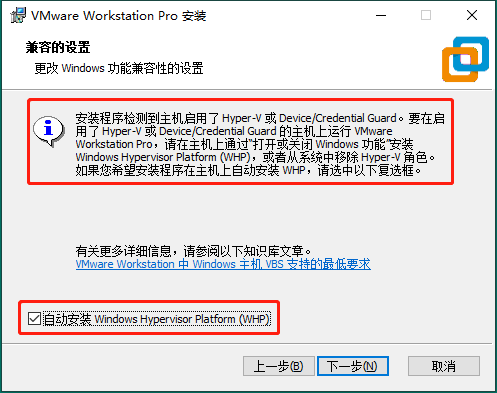 VMware Workstation Pro 安装
兼容的设置
更改 Windows 功能兼容性的设置
安装程序检测到主机启用了 Hyper-V 或 Device/Credential Guard。要在启
用了 Hyper-V 或 Device/Credential Guard 的主机上运行 VMware
Workstation Pro，请在主机上通过“打开或关闭 Windows 功能”安装
Windows Hypervisor Platform (WHP)，或者从系统中移除 Hyper-V 角色。
如果您希望安装程序在主机上自动安装 WHP，请选中以下复选框。
有关更多详细信息，请参阅以下知识库文章。
VMware Workstation 中 Windows 主机 VBS 支持的最低要求
自动安装 Windows Hypervisor Platform (WHP)
上一步(B)
下一步(N)
取消